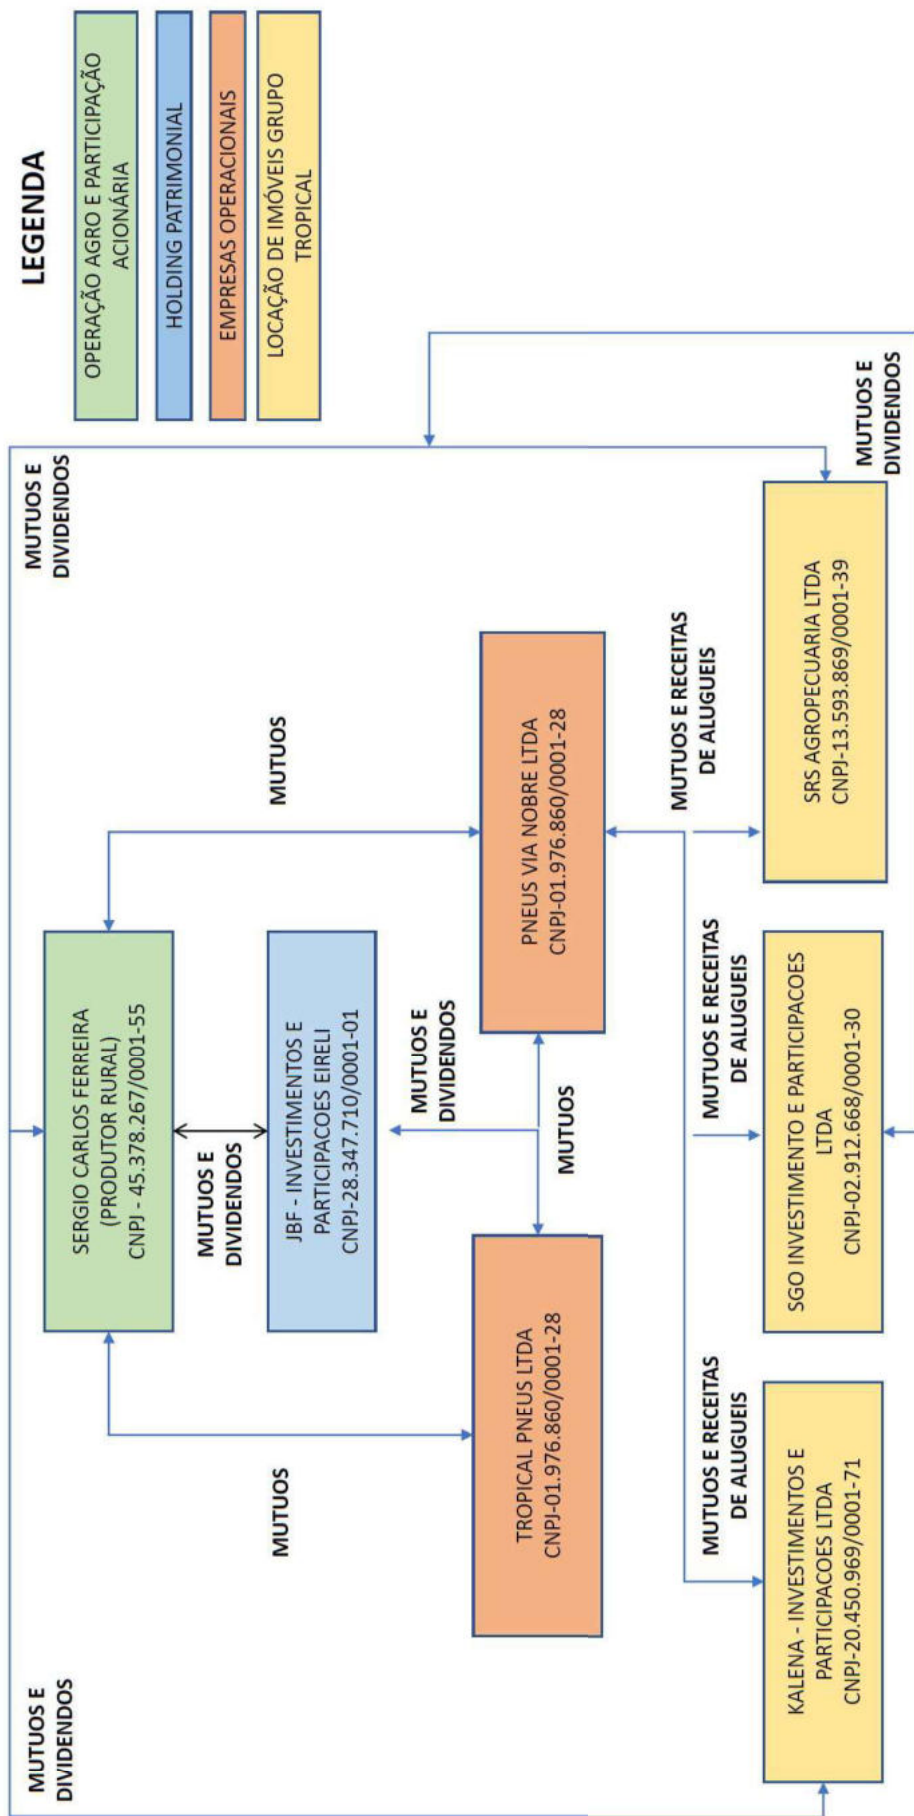 LEGENDA
OPERAÇÃO AGRO E PARTICIPAÇÃO
ACIONÁRIA
HOLDING PATRIMONIAL
EMPRESAS OPERACIONAIS
LOCAÇÃO DE IMÓVEIS GRUPO
TROPICAL
MUTUOS E
DIVIDENDOS
MUTUOS E
DIVIDENDOS
SERGIO CARLOS FERREIRA
(PRODUTOR RURAL)
CNPJ - 45.378.267/0001-55
MUTUOS E
DIVIDENDOS
MUTUOS
MUTUOS
JBF - INVESTIMENTOS E
PARTICIPACOES EIRELI
CNPJ-28.347.710/0001-01
MUTUOS E
DIVIDENDOS
TROPICAL PNEUS LTDA
CNPJ-01.976.860/0001-28
MUTUOS
PNEUS VIA NOBRE LTDA
CNPJ-01.976.860/0001-28
MUTUOS E RECEITAS
DE ALUGUEIS
MUTUOS E RECEITAS
DE ALUGUEIS
MUTUOS E RECEITAS
DE ALUGUEIS
KALENA - INVESTIMENTOS E
PARTICIPACOES LTDA
CNPJ-20.450.969/0001-71
SGO INVESTIMENTO E PARTICIPACOES
LTDA
CNPJ-02.912.668/0001-30
SRS AGROPECUARIA LTDA
CNPJ-13.593.869/0001-39
MUTUOS E
DIVIDENDOS